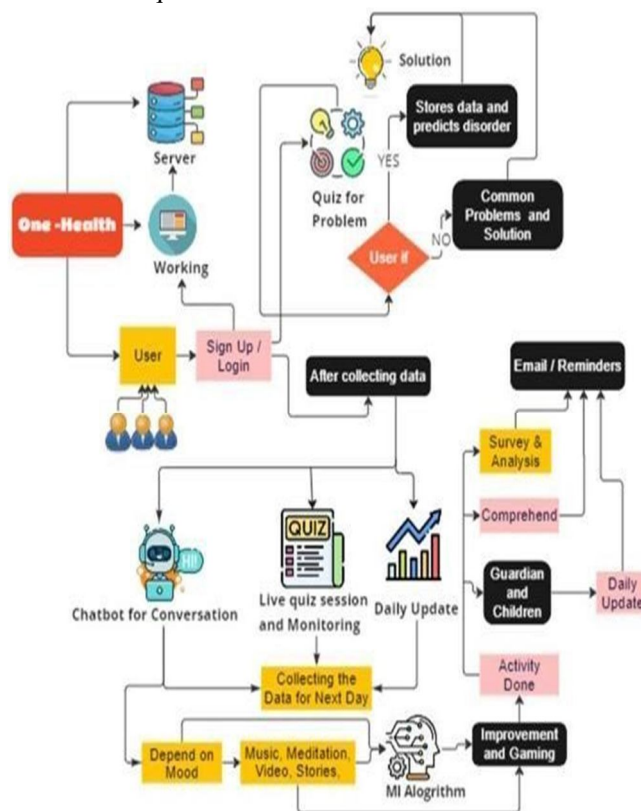 Solution
Stores data and
predicts disorder
Server
YES
Quiz for
Problem
Common
Problems and
Solution
One -Health
User if
NO
Working
User
Sign Up /
Login
After collecting data
Email / Reminders
Survey &
Analysis
QUIZ
Comprehend
HI!
Chatbot for Conversation
Live quiz session
and Monitoring
Daily Update
Guardian
and
Children
Daily
Update
Collecting the
Data for Next Day
Activity
Done
Depend on
Mood
Music, Meditation,
Video, Stories,
MI Alogrithm
Improvement
and Gaming